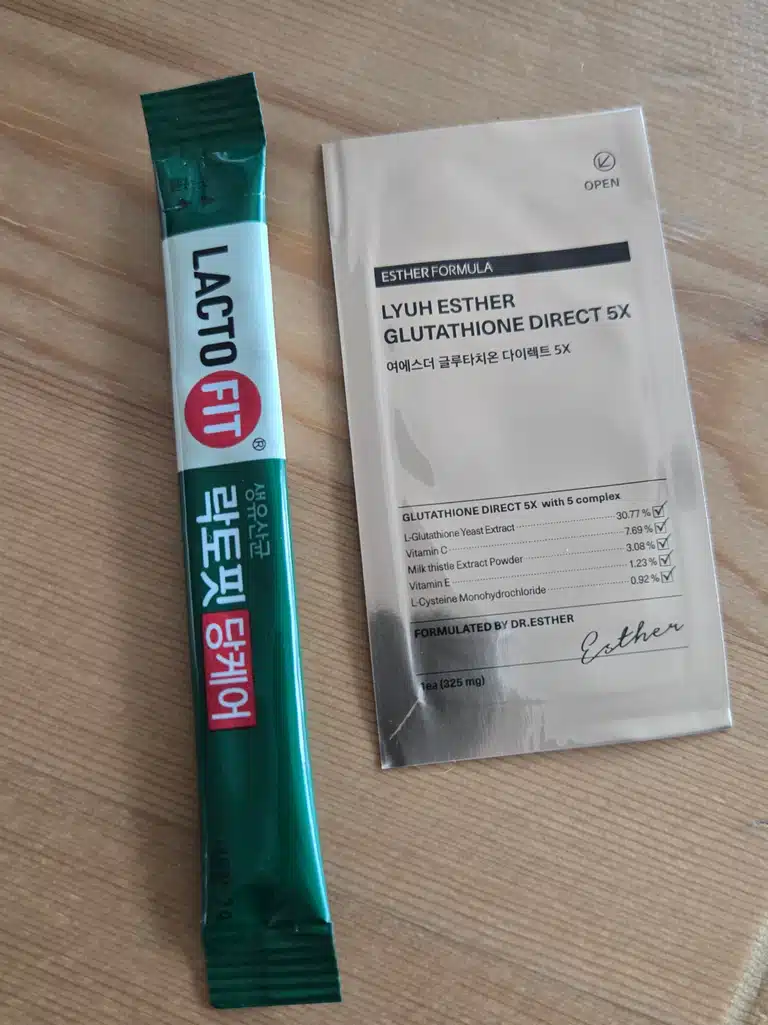 LACTO
FIT®
생유산균
락토핏 당케어
OPEN
ESTHER FORMULA
LYUH ESTHER
GLUTATHIONE DIRECT 5X
여에스더 글루타치온 다이렉트 5X
GLUTATHIONE DIRECT 5X with 5 complex
L-Glutathione Yeast Extract 30.77 %
Vitamin C 7.69 %
Milk thistle Extract Powder 3.08 %
Vitamin E 1.23 %
L-Cysteine Monohydrochloride 0.92 %
FORMULATED BY DR.ESTHER
Esther
1ea (325 mg)